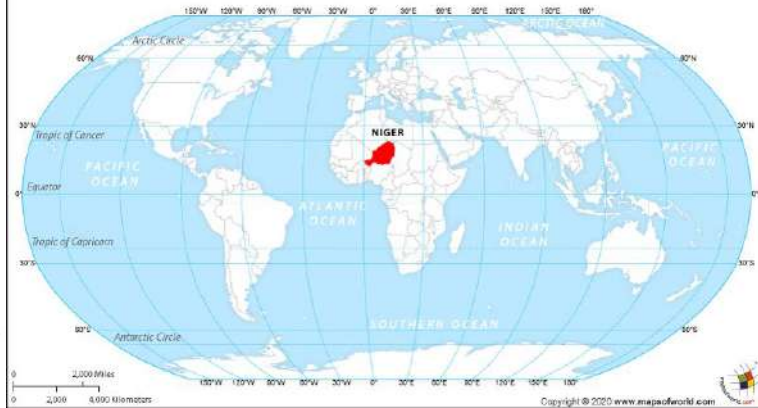 150°W 120°W 90°W 60°W 30°W 0° 30°E 60°E 90°E 120°E 150°E 180°
ARCTIC OCEAN
Arctic Circle
60°N 60°N
30°N 30°N
Tropic of Cancer
NIGER
PACIFIC
OCEAN
PACIFIC
OCEAN
Equator
0° 0°
ATLANTIC
OCEAN
INDIAN
OCEAN
Tropic of Capricorn
30°S 30°S
SOUTHERN OCEAN
60°S 60°S
Antarctic Circle
0 2,000 Miles
0 2,000 4,000 Kilometers
150°W 120°W 90°W 60°W 30°W 0° 30°E 60°E 90°E 120°E 150°E 180°
Copyright © 2020 www.mapsofworld.com